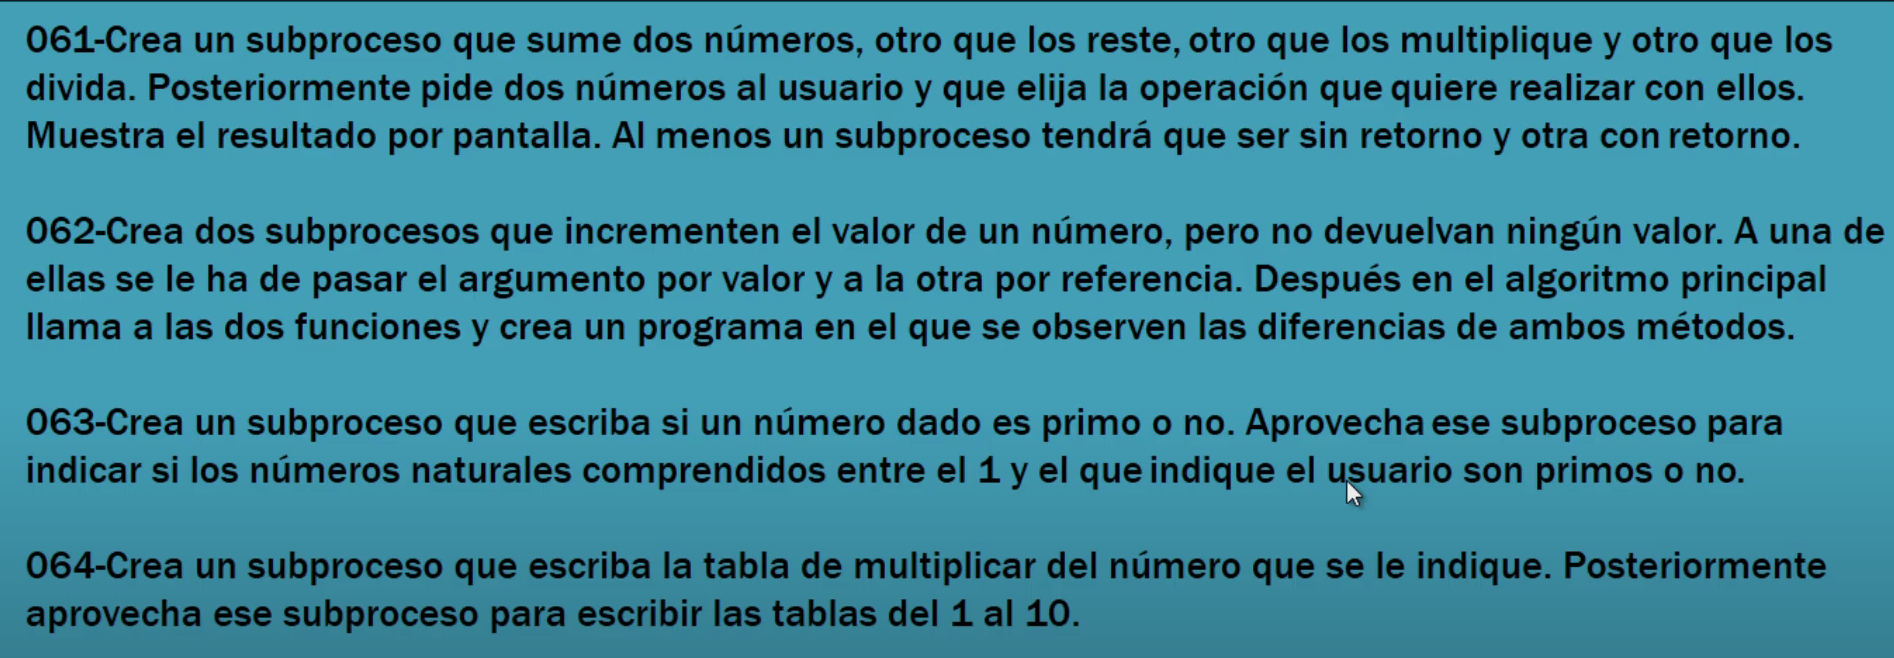 061-Crea un subproceso que sume dos números, otro que los reste, otro que los multiplique y otro que los
divida. Posteriormente pide dos números al usuario y que elija la operación que quiere realizar con ellos.
Muestra el resultado por pantalla. Al menos un subproceso tendrá que ser sin retorno y otra con retorno.
062-Crea dos subprocesos que incrementen el valor de un número, pero no devuelvan ningún valor. A una de
ellas se le ha de pasar el argumento por valor y a la otra por referencia. Después en el algoritmo principal
llama a las dos funciones y crea un programa en el que se observen las diferencias de ambos métodos.
063-Crea un subproceso que escriba si un número dado es primo o no. Aprovecha ese subproceso para
indicar si los números naturales comprendidos entre el 1 y el que indique el usuario son primos o no.
064-Crea un subproceso que escriba la tabla de multiplicar del número que se le indique. Posteriormente
aprovecha ese subproceso para escribir las tablas del 1 al 10.